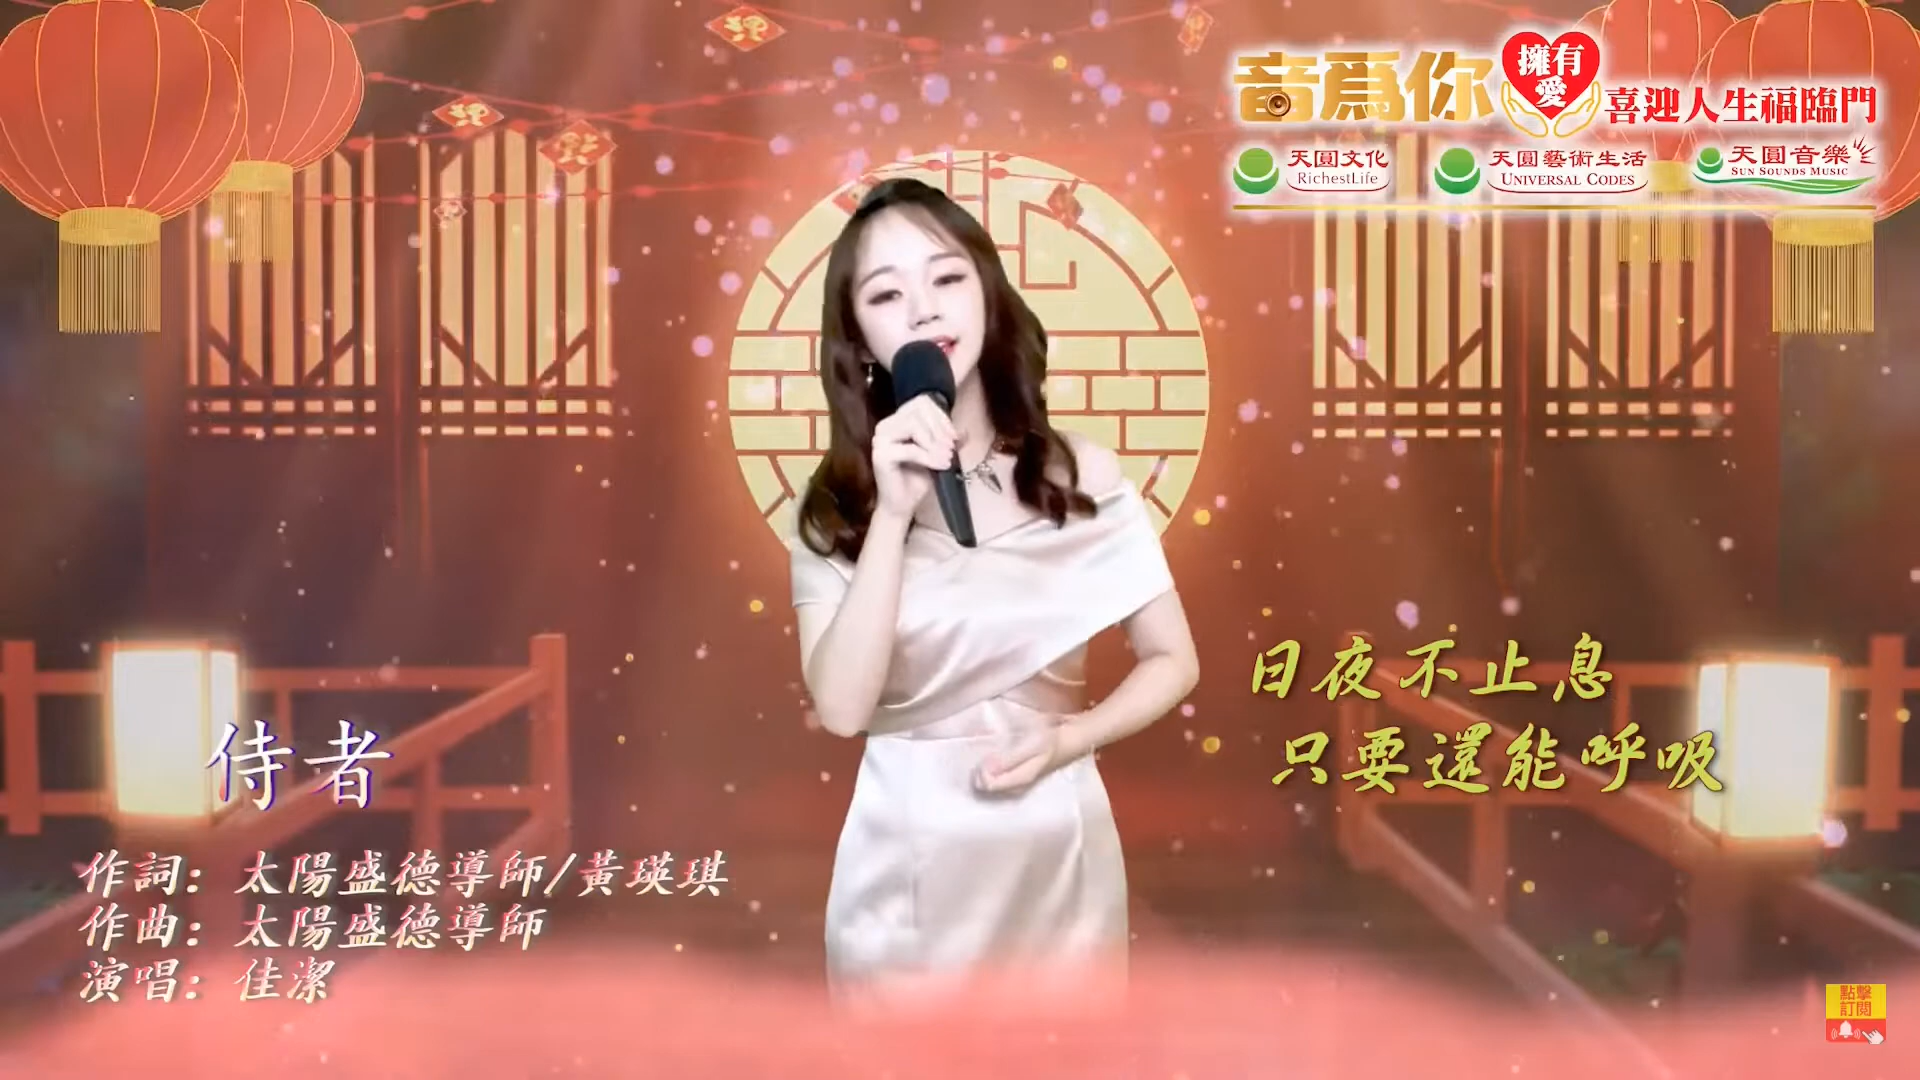 音爲你
擁有
愛
喜迎人生福臨門
天圓文化
RichestLife
天圓藝術生活
UNIVERSAL CODES
天圓音樂
SUN SOUNDS MUSIC
日夜不止息
只要還能呼吸
侍者
作詞：太陽盛德導師/黃瑛琪
作曲：太陽盛德導師
演唱：佳潔
點擊
訂閱